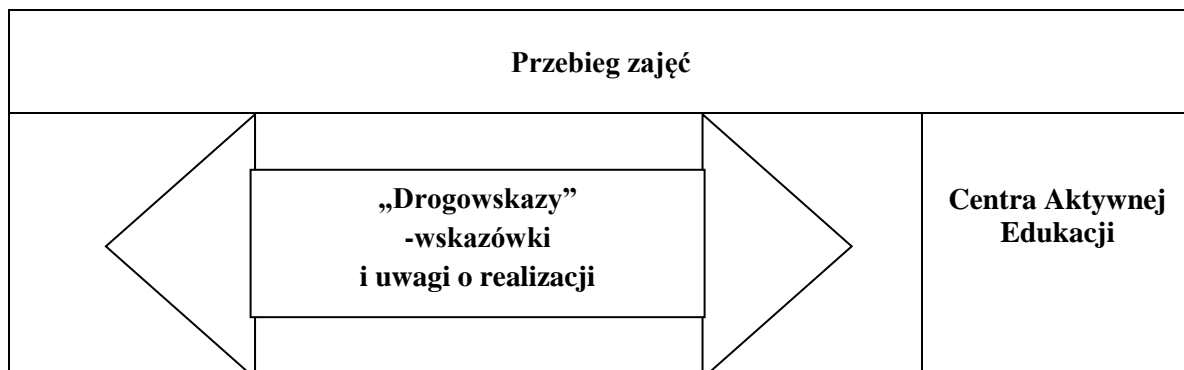 Przebieg zajęć
„Drogowskazy”
-wskazówki
i uwagi o realizacji
Centra Aktywnej
Edukacji